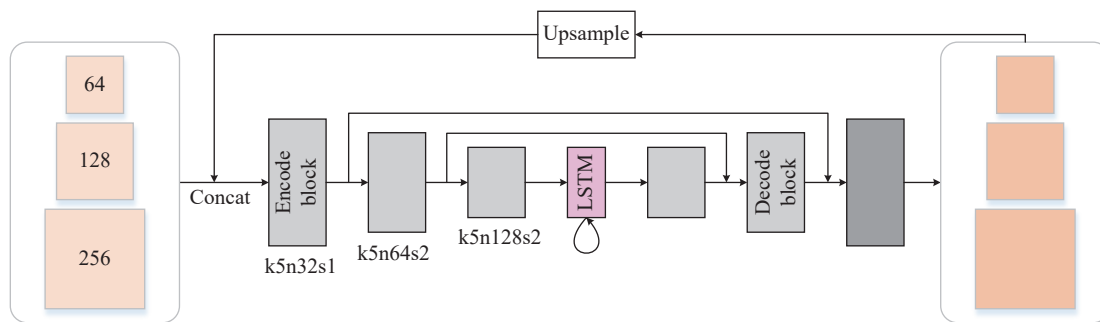 Upsample
64
128
256
Concat
Encode
block
k5n32s1
k5n64s2
k5n128s2
LSTM
Decode
block